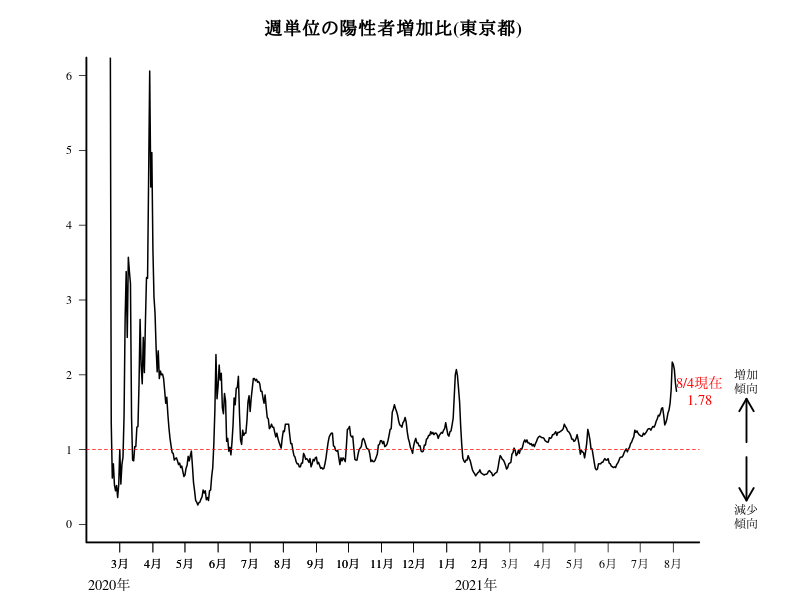 週単位の陽性者増加比(東京都)
6
5
4
3
2
1
0
8/4現在
1.78
増加
傾向
減少
傾向
3月 4月 5月 6月 7月 8月 9月 10月 11月 12月 1月 2月 3月 4月 5月 6月 7月 8月
2020年 2021年